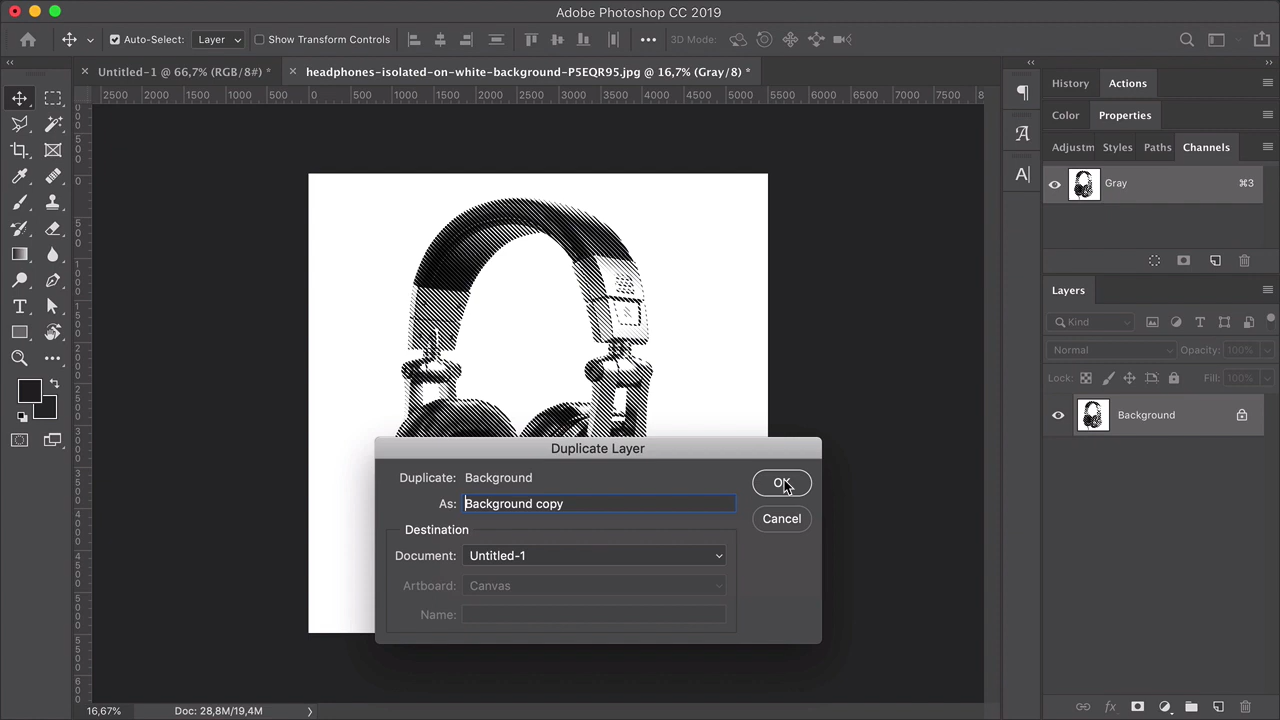 Adobe Photoshop CC 2019
Auto-Select: Layer Show Transform Controls 3D Mode:
Untitled-1 @ 66,7% (RGB/8#) * headphones-isolated-on-white-background-P5EQR95.jpg @ 16,7% (Gray/8) *
2500 2000 1500 1000 500 0 500 1000 1500 2000 2500 3000 3500 4000 4500 5000 5500 6000 6500 7000 7500 8
History Actions
Color Properties
Adjustm Styles Paths Channels
Gray ⌘3
Layers
Kind
Normal Opacity: 100%
Lock: Fill: 100%
Background
Duplicate Layer
Duplicate: Background
OK
As: Background copy
Cancel
Destination
Document: Untitled-1
Artboard: Canvas
Name:
16,67% Doc: 28,8M/19,4M